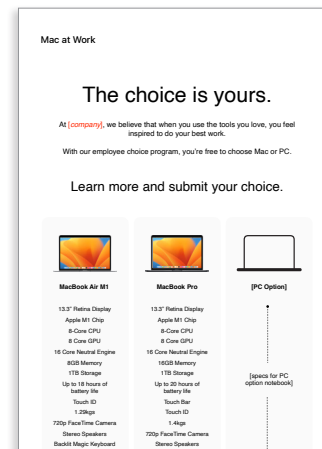 Mac at Work
The choice is yours.
At [company], we believe that when you use the tools you love, you feel
inspired to do your best work.
With our employee choice program, you're free to choose Mac or PC.
Learn more and submit your choice.
MacBook Air M1
13.3" Retina Display
Apple M1 Chip
8-Core CPU
8 Core GPU
16 Core Neutral Engine
8GB Memory
1TB Storage
Up to 18 hours of
battery life
Touch ID
1.29kgs
720p FaceTime Camera
Stereo Speakers
Backlit Magic Keyboard
MacBook Pro
13.3" Retina Display
Apple M1 Chip
8-Core CPU
8 Core GPU
16 Core Neutral Engine
16GB Memory
1TB Storage
Up to 20 hours of
battery life
Touch Bar
Touch ID
1.4kgs
720p FaceTime Camera
Stereo Speakers
[PC Option]
[specs for PC
option notebook]